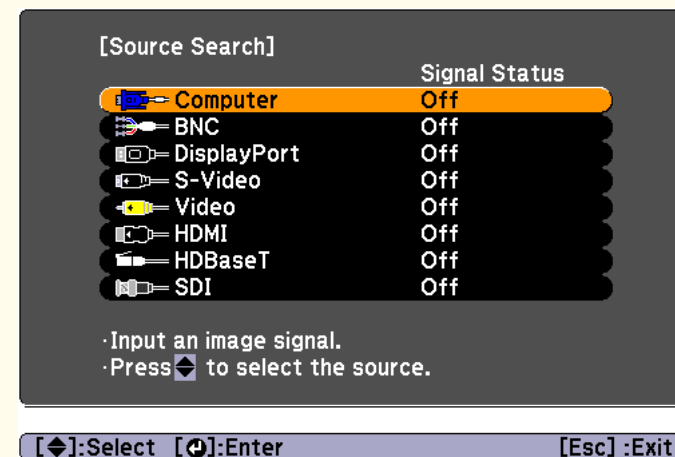 [Source Search]
Signal Status
Computer Off
BNC Off
DisplayPort Off
S-Video Off
Video Off
HDMI Off
HDBaseT Off
SDI Off
·Input an image signal.
·Press to select the source.
[]:Select []:Enter [Esc] :Exit